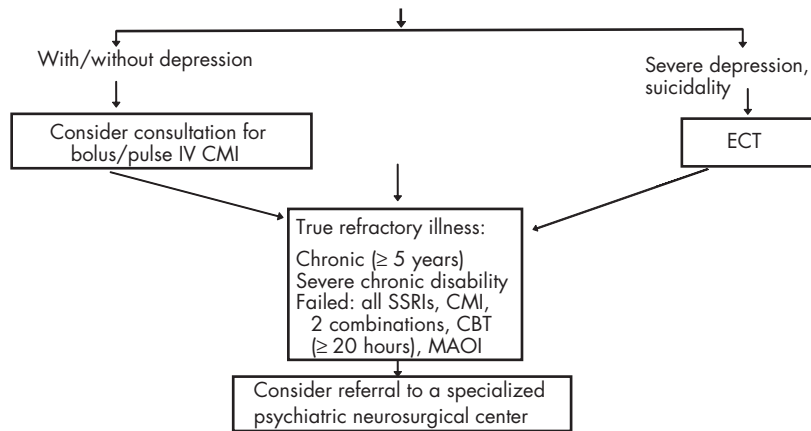 With/without depression
Severe depression,
suicidality
Consider consultation for
bolus/pulse IV CMI
ECT
True refractory illness:
Chronic (≥ 5 years)
Severe chronic disability
Failed: all SSRIs, CMI,
2 combinations, CBT
(≥ 20 hours), MAOI
Consider referral to a specialized
psychiatric neurosurgical center